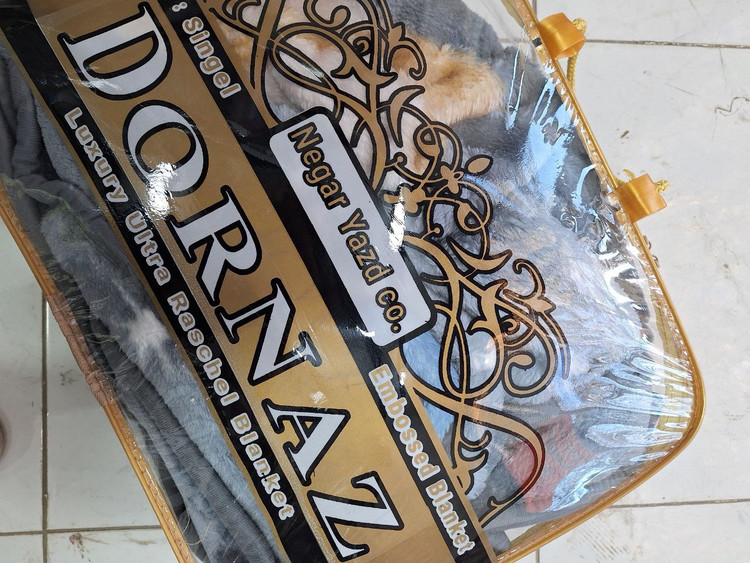 : Singel
Negar Yazd co.
Embossed Blanket
DORNAZ
Luxury Ultra Raschel Blanket